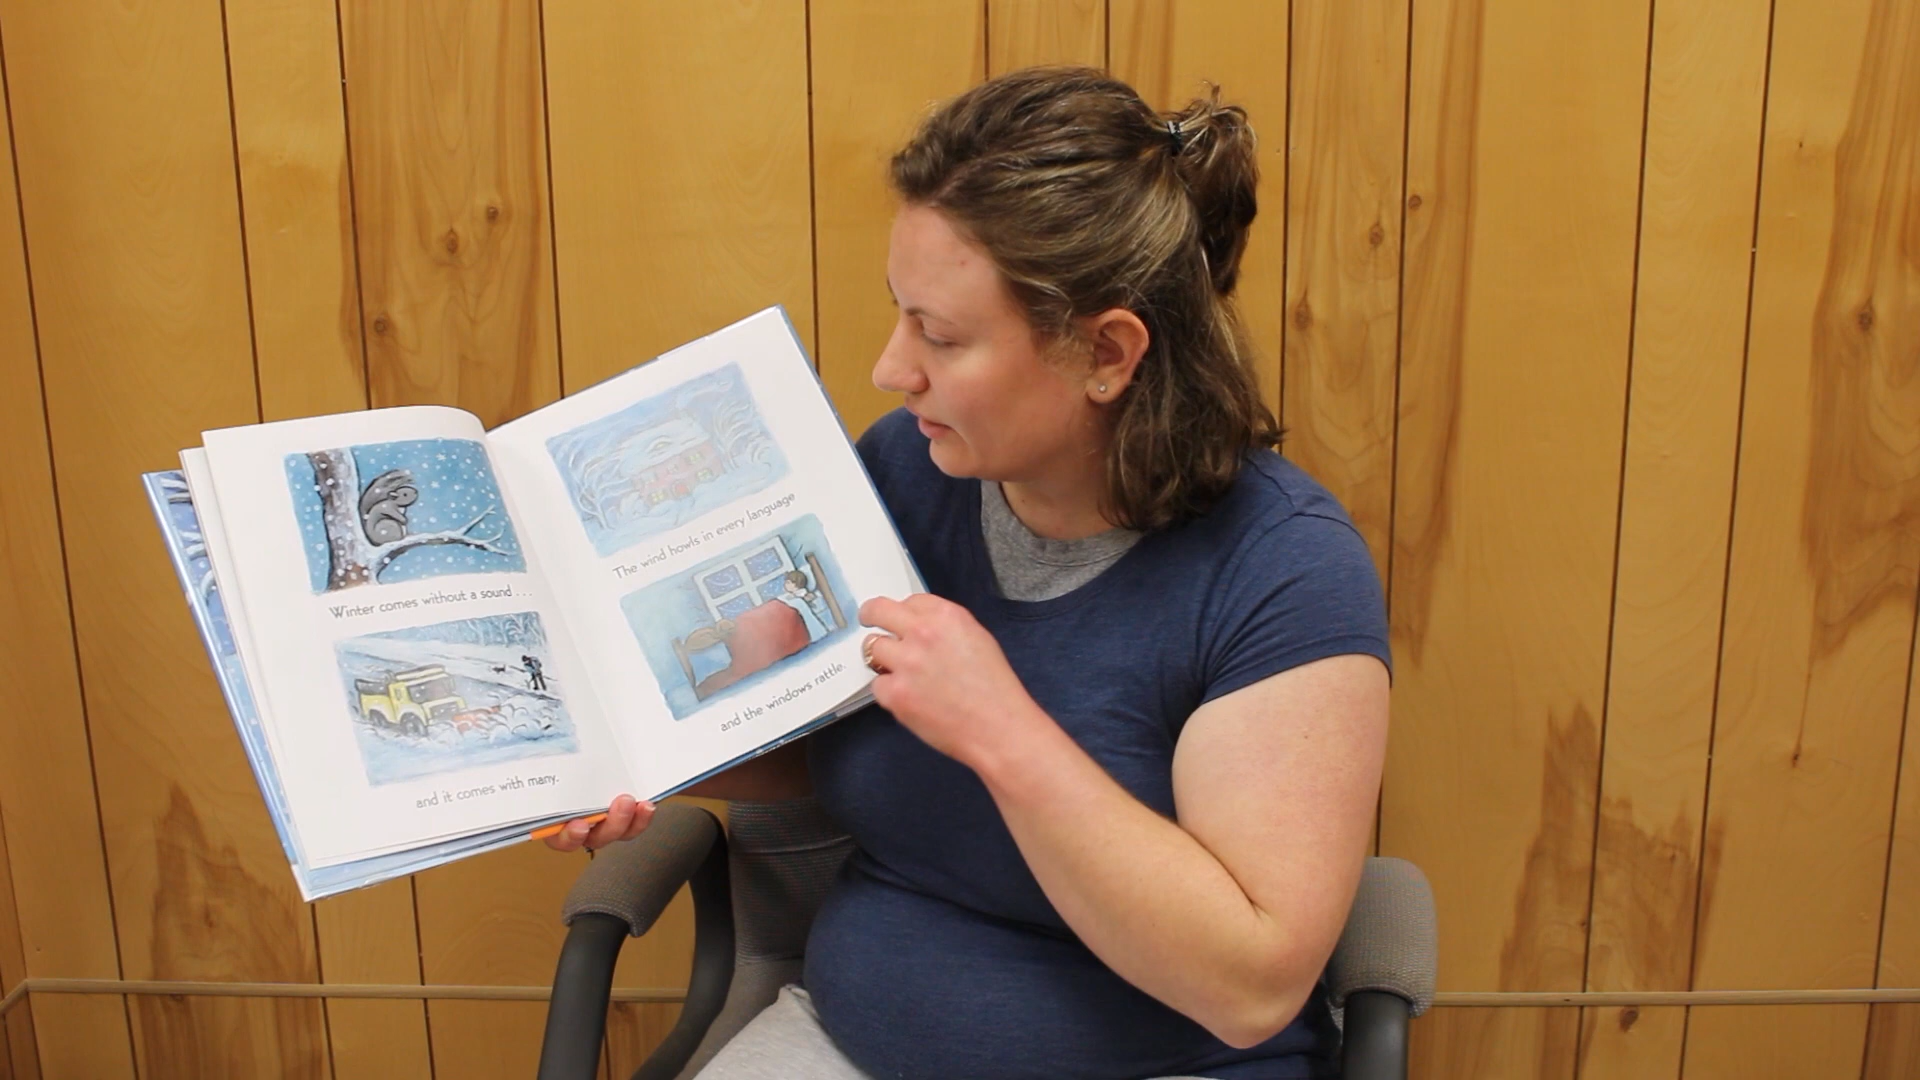 Winter comes without a sound . . .
and it comes with many.
The wind howls in every language
and the windows rattle.